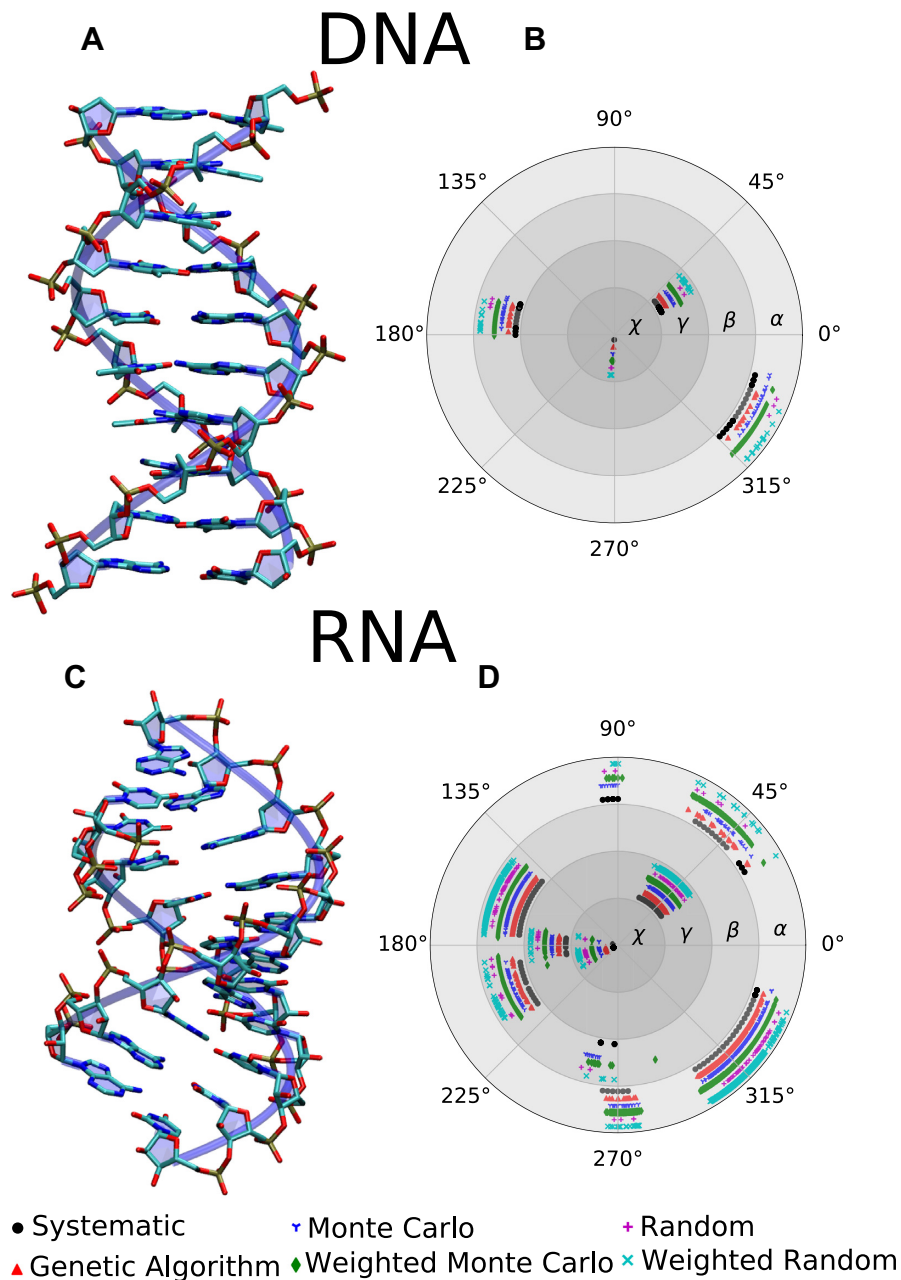 DNA
A
B
90°
135°
45°
180°
χ γ β α
0°
225°
315°
270°
RNA
C
D
90°
135°
45°
180°
χ γ β α
0°
225°
315°
270°
Systematic
Monte Carlo
Random
Genetic Algorithm
Weighted Monte Carlo
Weighted Random